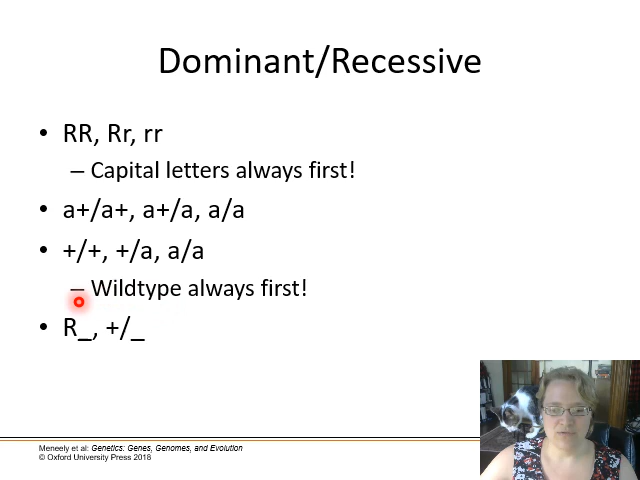 Dominant/Recessive
• RR, Rr, rr
– Capital letters always first!
• a+/a+, a+/a, a/a
• +/+, +/a, a/a
– Wildtype always first!
• R_, +/_
Meneely et al: Genetics: Genes, Genomes, and Evolution
© Oxford University Press 2018